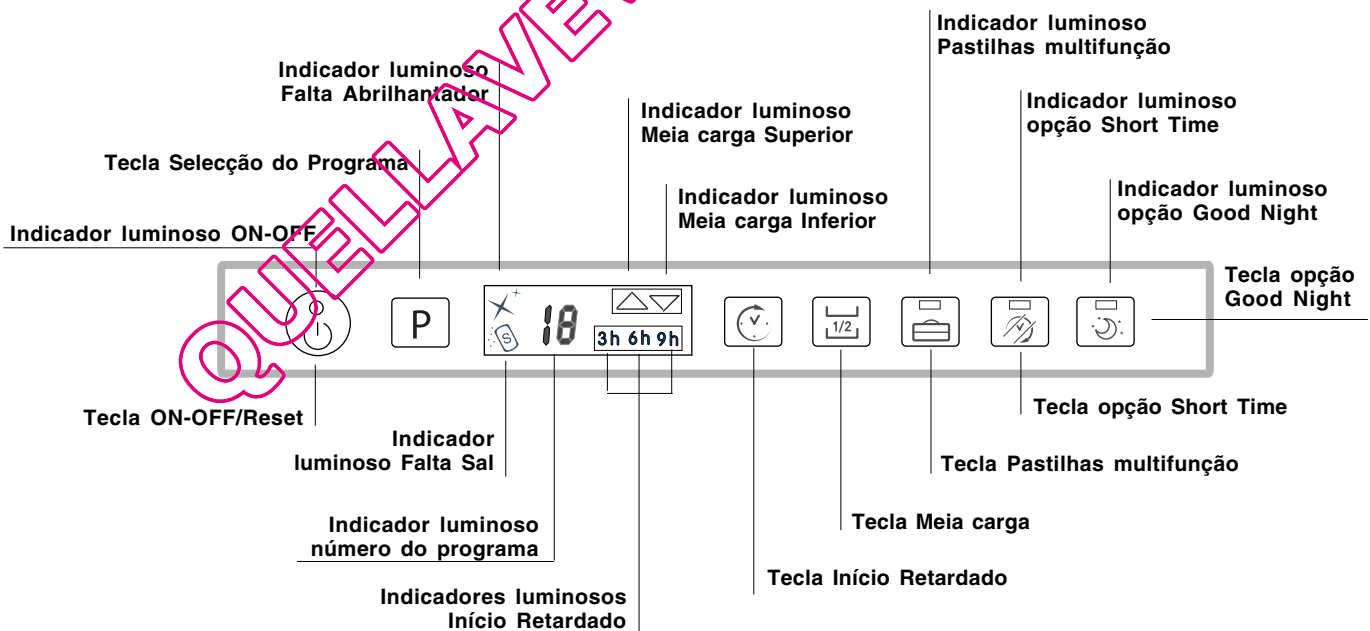 Indicador luminoso
Pastilhas multifunção
Indicador luminoso
Falta Abrilhantador
Indicador luminoso
Meia carga Superior
Indicador luminoso
opção Short Time
Tecla Selecção do Programa
Indicador luminoso
Meia carga Inferior
Indicador luminoso
opção Good Night
Indicador luminoso ON-OFF
Tecla opção
Good Night
P
S
18
3h 6h 9h
1/2
Tecla ON-OFF/Reset
Tecla opção Short Time
Indicador
luminoso Falta Sal
Tecla Pastilhas multifunção
Indicador luminoso
número do programa
Tecla Meia carga
Tecla Início Retardado
Indicadores luminosos
Início Retardado
QUELLAVE